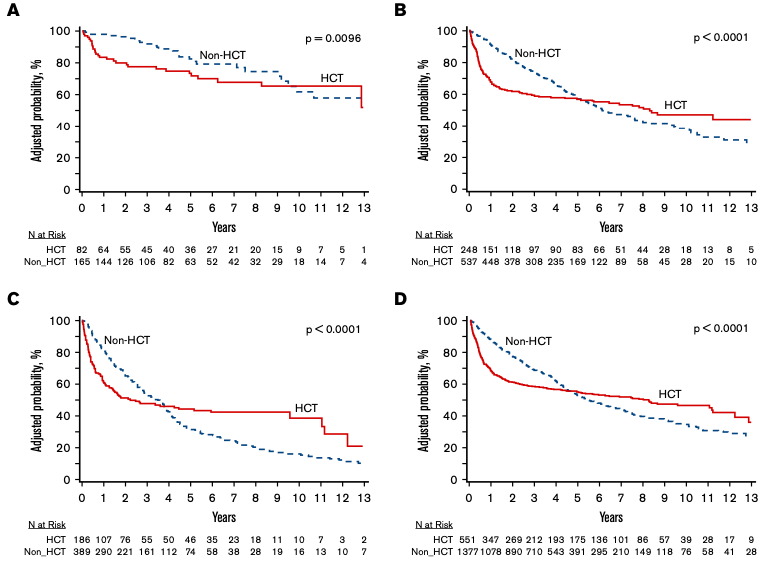 A
Adjusted probability, %
100
80
60
40
20
0
Non-HCT
HCT
p = 0.0096
0 1 2 3 4 5 6 7 8 9 10 11 12 13
Years
N at Risk
HCT 82 64 55 45 40 36 27 21 20 15 9 7 5 1
Non_HCT 165 144 126 106 82 63 52 42 32 29 18 14 7 4
B
Adjusted probability, %
100
80
60
40
20
0
Non-HCT
HCT
p < 0.0001
0 1 2 3 4 5 6 7 8 9 10 11 12 13
Years
N at Risk
HCT 248 151 118 97 90 83 66 51 44 28 18 13 8 5
Non_HCT 537 448 378 308 235 169 122 89 58 45 28 20 15 10
C
Adjusted probability, %
100
80
60
40
20
0
Non-HCT
HCT
p < 0.0001
0 1 2 3 4 5 6 7 8 9 10 11 12 13
Years
N at Risk
HCT 186 107 76 55 50 46 35 23 18 11 10 7 3 2
Non_HCT 389 290 221 161 112 74 58 38 28 19 16 13 10 7
D
Adjusted probability, %
100
80
60
40
20
0
Non-HCT
HCT
p < 0.0001
0 1 2 3 4 5 6 7 8 9 10 11 12 13
Years
N at Risk
HCT 551 347 269 212 193 175 136 101 86 57 39 28 17 9
Non_HCT 1377 1078 890 710 543 391 295 210 149 118 76 58 41 28